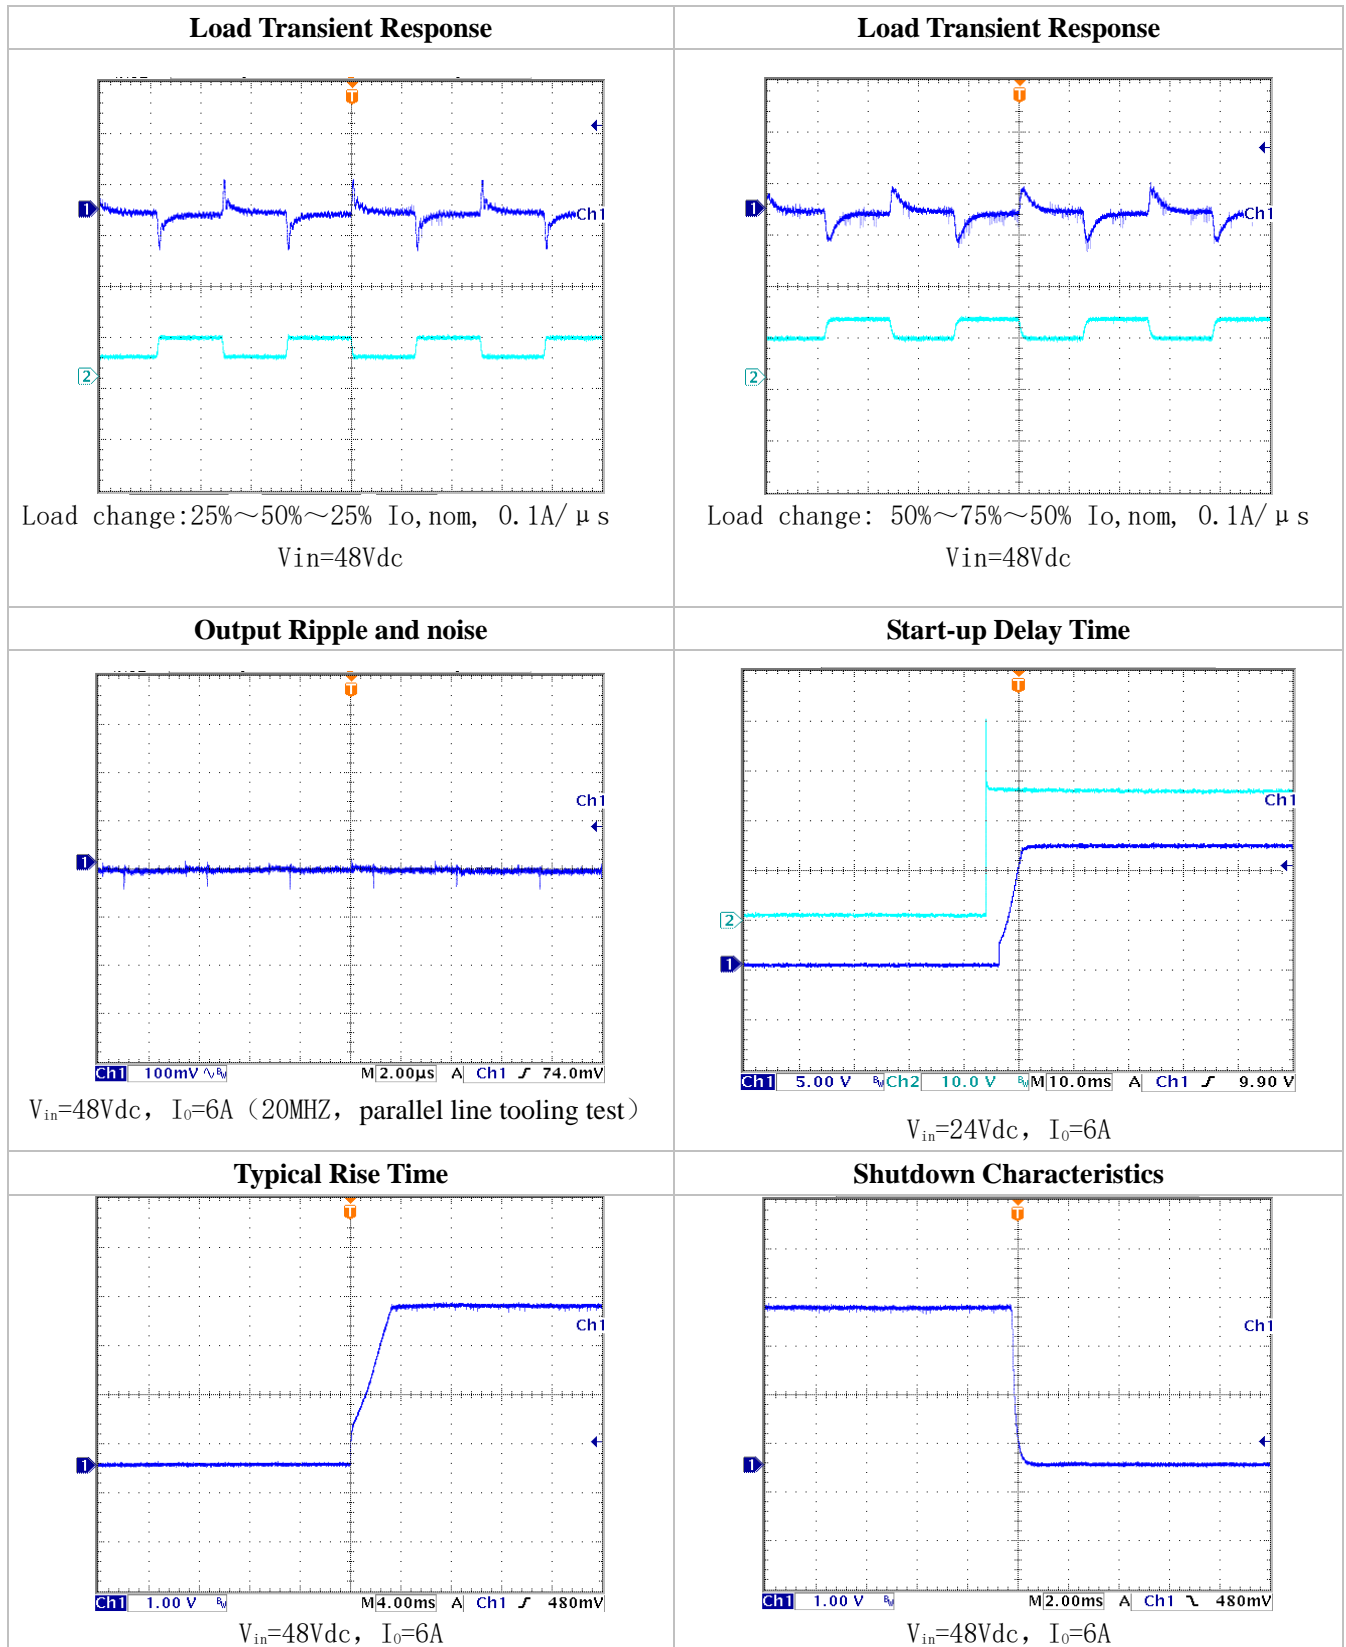 Load Transient Response
Load Transient Response
T
1
Ch1
2
T
1
Ch1
2
Load change:25%～50%～25% Io,nom, 0.1A/μs
Vin=48Vdc
Load change: 50%～75%～50% Io,nom, 0.1A/μs
Vin=48Vdc
Output Ripple and noise
Start-up Delay Time
T
Ch1
1
Ch1 100mV ∿ Bw M 2.00μs A Ch1 ʃ 74.0mV
Vin=48Vdc，I0=6A（20MHZ，parallel line tooling test）
T
Ch1
2
1
Ch1 5.00 V Bw Ch2 10.0 V Bw M 10.0ms A Ch1 ʃ 9.90 V
Vin=24Vdc，I0=6A
Typical Rise Time
Shutdown Characteristics
T
Ch1
1
Ch1 1.00 V Bw M 4.00ms A Ch1 ʃ 480mV
Vin=48Vdc，I0=6A
T
Ch1
1
Ch1 1.00 V Bw M 2.00ms A Ch1 ʅ 480mV
Vin=48Vdc，I0=6A